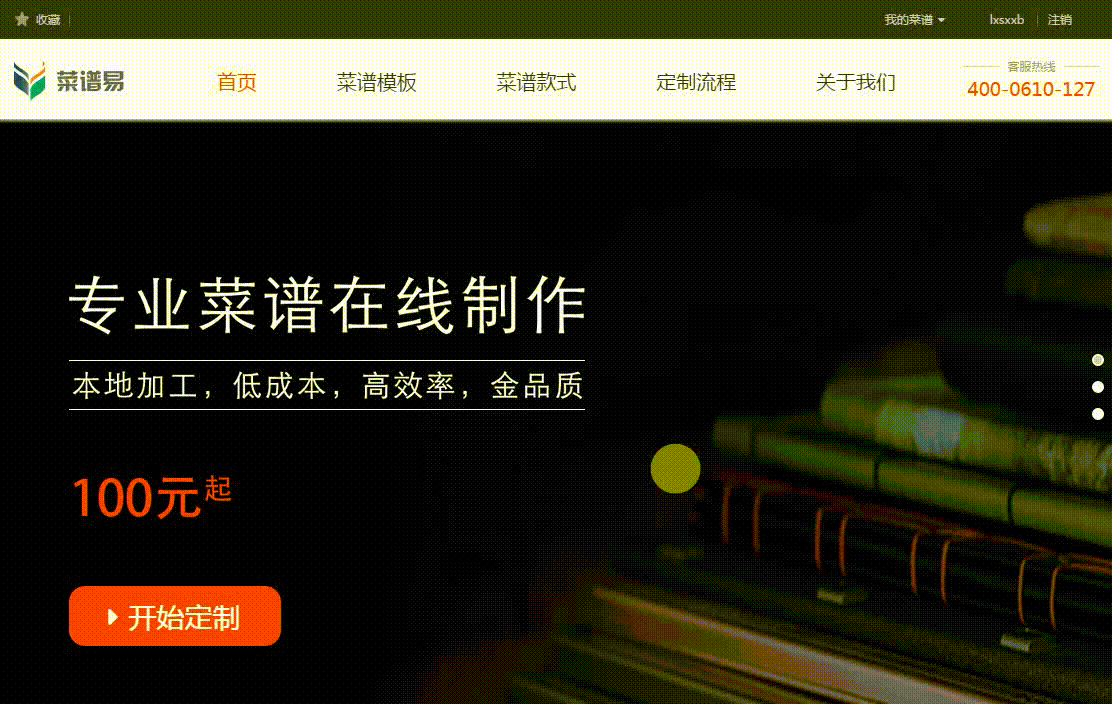 收藏
我的菜谱
lxsxxb
注销
菜谱易
首页
菜谱模板
菜谱款式
定制流程
关于我们
客服热线
400-0610-127
专业菜谱在线制作
本地加工，低成本，高效率，金品质
100元起
开始定制